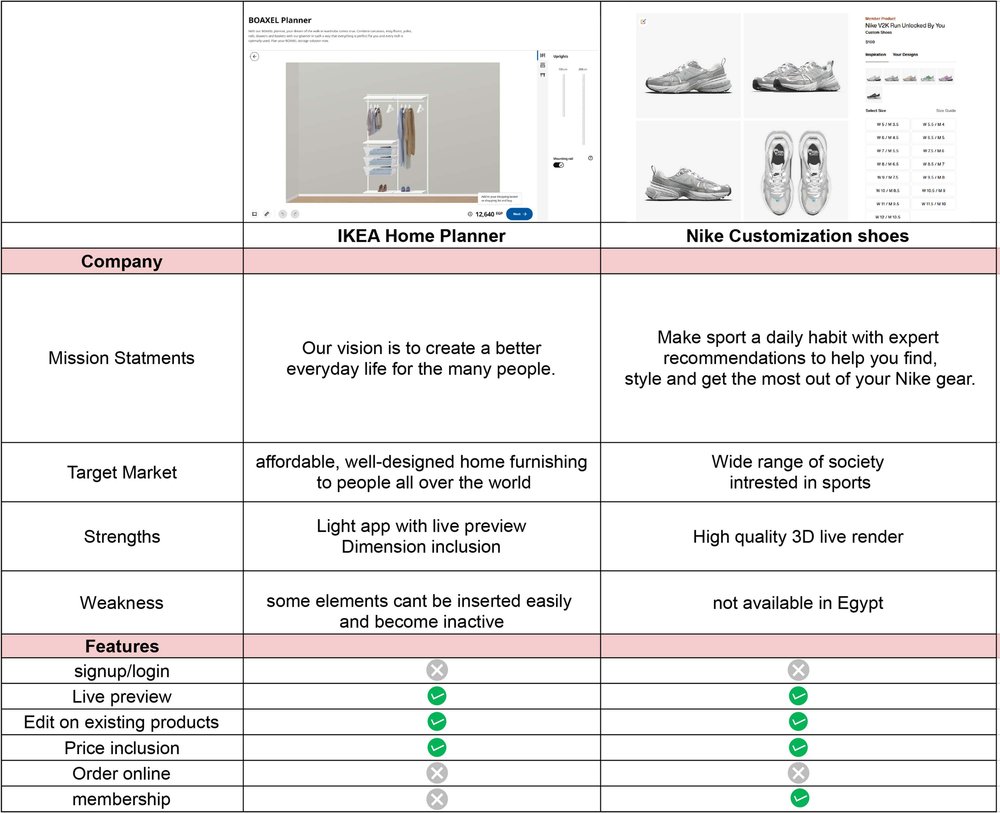 BOAXEL Planner
Member Product
Nike V2K Run Unlocked By You
Custom Shoes
$160
Inspiration Your Designs
Select Size Size Guide
W 5 / M 3.5 W 5.5 / M 4
W 6 / M 4.5 W 6.5 / M 5
W 7 / M 5.5 W 7.5 / M 6
W 8 / M 6.5 W 8.5 / M 7
W 9 / M 7.5 W 9.5 / M 8
W 10 / M 8.5 W 10.5 / M 9
W 11 / M 9.5 W 11.5 / M 10
W 12 / M 10.5
Uprights
Mounting rail
12,640 EGP
Next
IKEA Home Planner Nike Customization shoes
Company
Mission Statments
Our vision is to create a better
everyday life for the many people.
Make sport a daily habit with expert
recommendations to help you find,
style and get the most out of your Nike gear.
Target Market
affordable, well-designed home furnishing
to people all over the world
Wide range of society
intrested in sports
Strengths
Light app with live preview
Dimension inclusion
High quality 3D live render
Weakness
some elements cant be inserted easily
and become inactive
not available in Egypt
Features
signup/login
Live preview
Edit on existing products
Price inclusion
Order online
membership